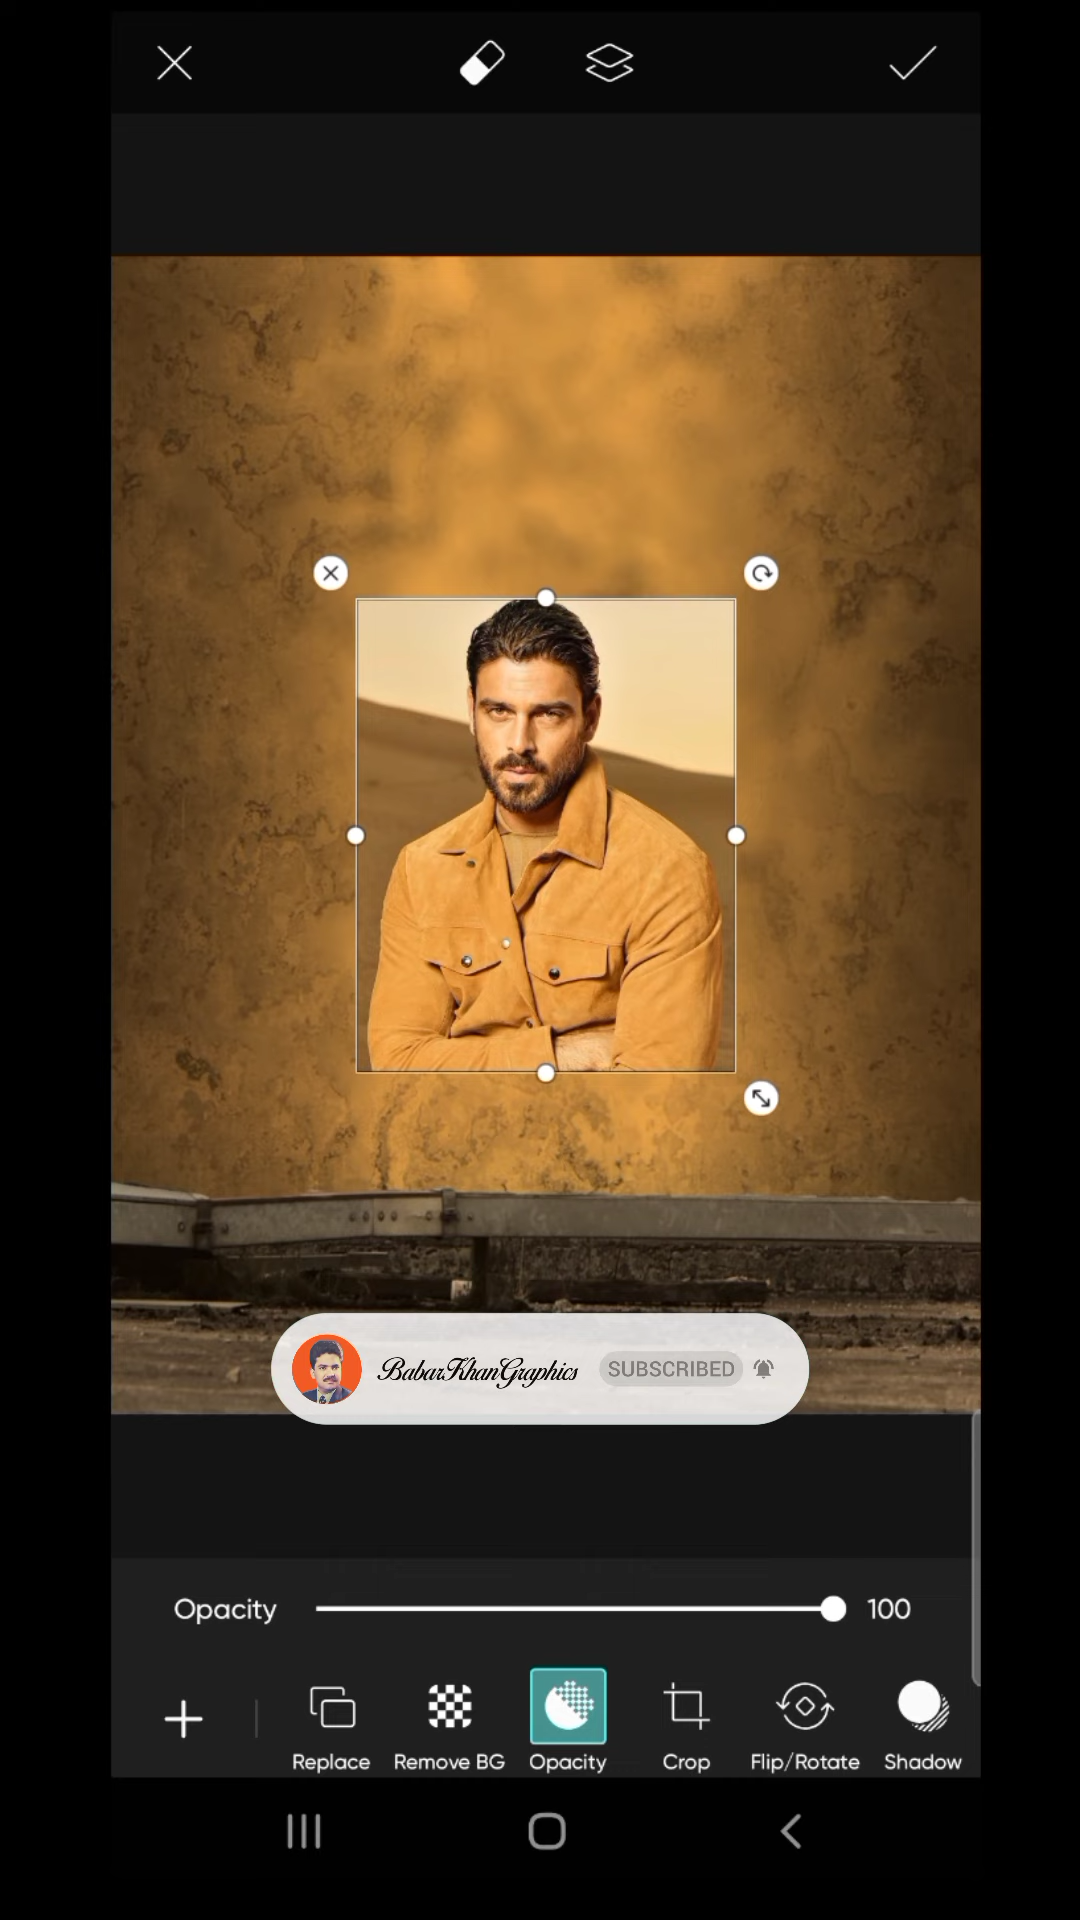 BabarKhanGraphics SUBSCRIBED
Opacity 100
Replace Remove BG Opacity Crop Flip/Rotate Shadow